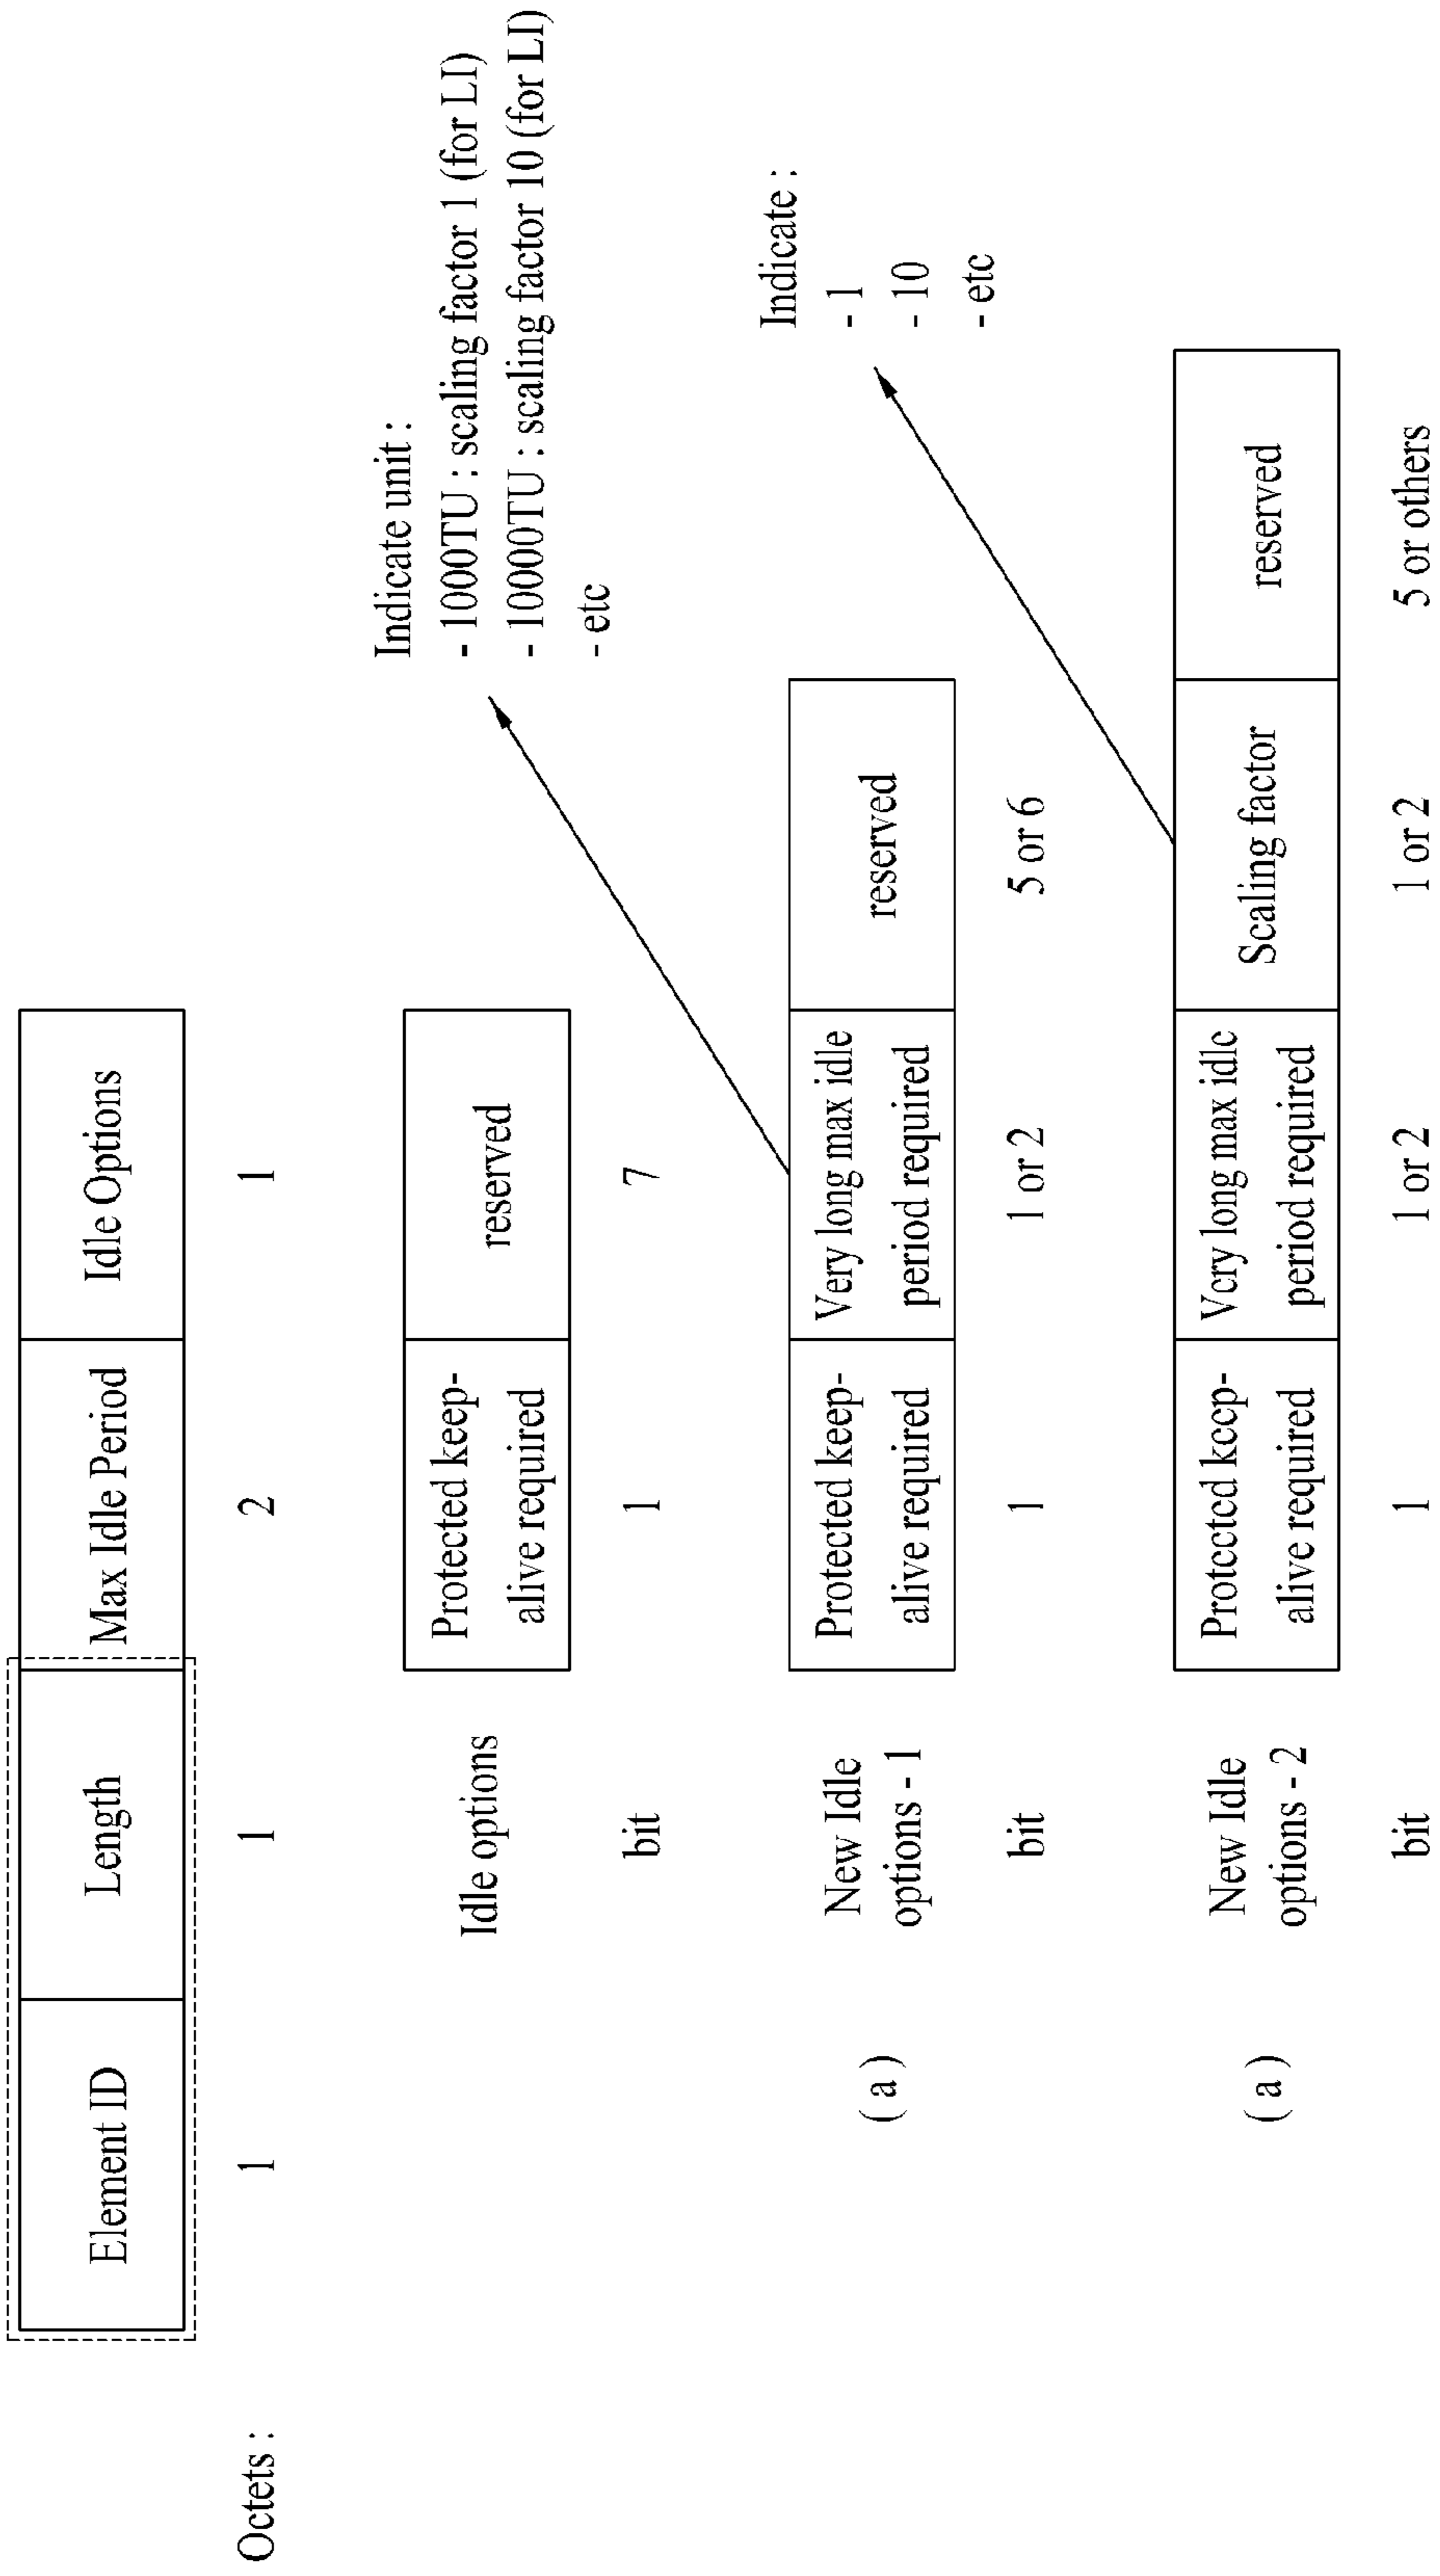 Element ID
Length
Max Idle Period
Idle Options
Octets :
1
1
2
1
Indicate unit :
- 1000TU : scaling factor 1 (for LI)
- 10000TU : scaling factor 10 (for LI)
- etc
Idle options
Protected keep-
alive required
reserved
bit
1
7
Indicate :
- 1
- 10
- etc
( a )
New Idle
options - 1
Protected keep-
alive required
Very long max idle
period required
reserved
bit
1
1 or 2
5 or 6
( a )
New Idle
options - 2
Protected keep-
alive required
Very long max idle
period required
Scaling factor
reserved
bit
1
1 or 2
1 or 2
5 or others